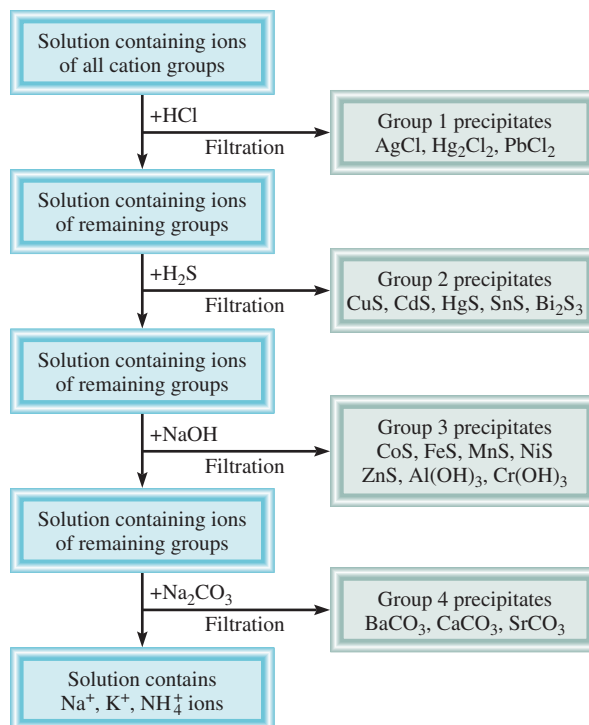 Solution containing ions
of all cation groups
+HCl
Filtration
Group 1 precipitates
AgCl, Hg₂Cl₂, PbCl₂
Solution containing ions
of remaining groups
+H₂S
Filtration
Group 2 precipitates
CuS, CdS, HgS, SnS, Bi₂S₃
Solution containing ions
of remaining groups
+NaOH
Filtration
Group 3 precipitates
CoS, FeS, MnS, NiS
ZnS, Al(OH)₃, Cr(OH)₃
Solution containing ions
of remaining groups
+Na₂CO₃
Filtration
Group 4 precipitates
BaCO₃, CaCO₃, SrCO₃
Solution contains
Na⁺, K⁺, NH₄⁺ ions